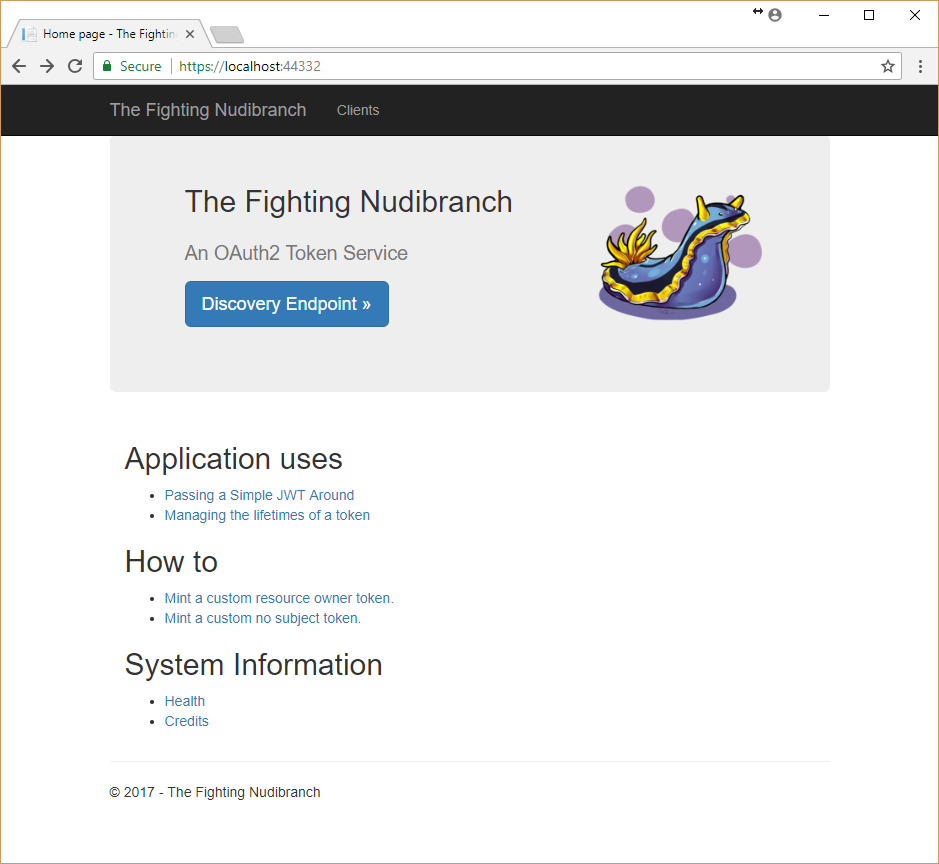 Home page - The Fightin
Secure https://localhost:44332
The Fighting Nudibranch Clients
The Fighting Nudibranch
An OAuth2 Token Service
Discovery Endpoint »
Application uses
• Passing a Simple JWT Around
• Managing the lifetimes of a token
How to
• Mint a custom resource owner token.
• Mint a custom no subject token.
System Information
• Health
• Credits
© 2017 - The Fighting Nudibranch